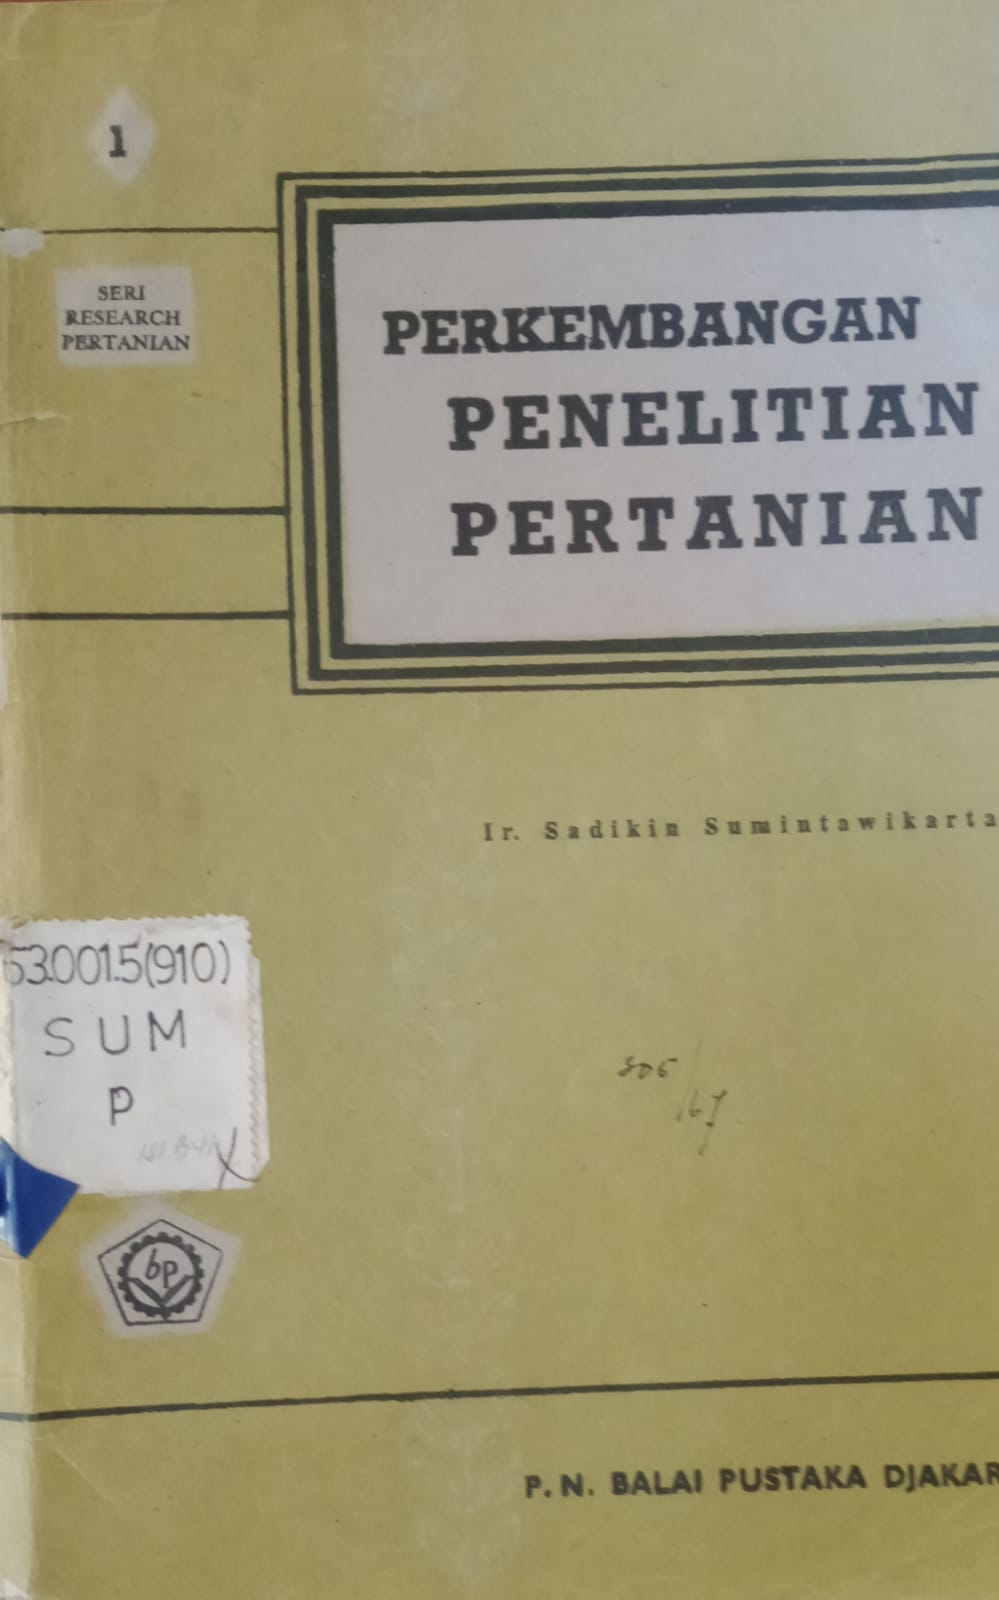 1
SERI
RESEARCH
PERTANIAN
PERKEMBANGAN
PENELITIAN
PERTANIAN
Ir. Sadikin Sumintawikarta
53.001.5(910)
SUM
P
bp
P.N. BALAI PUSTAKA DJAKAR